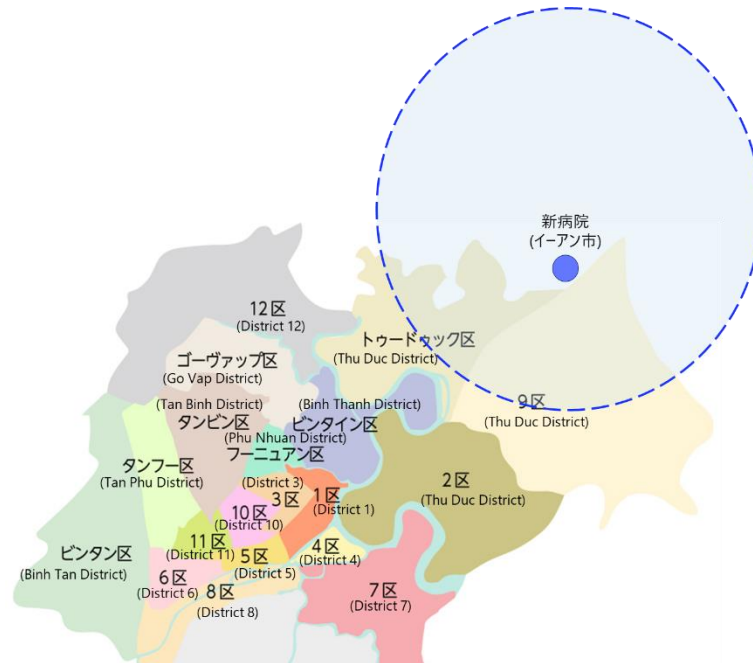 新病院
(イーアン市)
12区
(District 12)
トゥードゥック区
(Thu Duc District)
ゴーヴァップ区
(Go Vap District)
(Tan Binh District)
タンビン区
(Binh Thanh District)
ビンタイン区
(Phu Nhuan District)
フーニュアン区
9区
(Thu Duc District)
タンフー区
(Tan Phu District)
(District 3)
3区
1区
(District 1)
2区
(Thu Duc District)
10区
(District 10)
11区
(District 11)
4区
(District 4)
5区
(District 5)
ビンタン区
(Binh Tan District)
6区
(District 6)
8区
(District 8)
7区
(District 7)